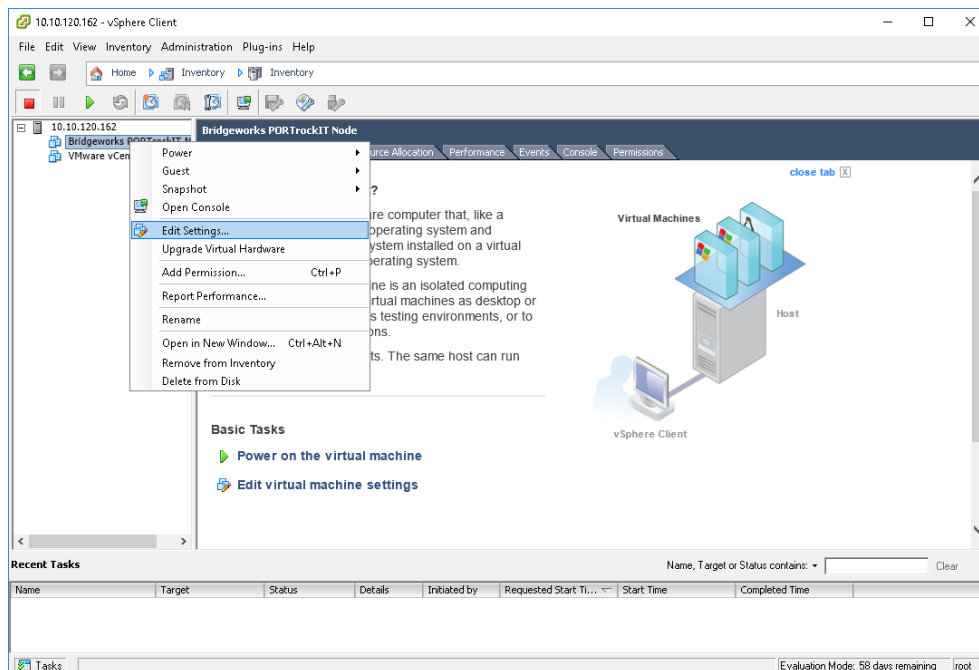 10.10.120.162 - vSphere Client
File Edit View Inventory Administration Plug-ins Help
Home Inventory Inventory
10.10.120.162
Bridgeworks PORTrockIT N
VMware vCen
Bridgeworks PORTrockIT Node
urce Allocation Performance Events Console Permissions
close tab X
Power
Guest
Snapshot
Open Console
Edit Settings...
Upgrade Virtual Hardware
Add Permission... Ctrl+P
Report Performance...
Rename
Open in New Window... Ctrl+Alt+N
Remove from Inventory
Delete from Disk
?
are computer that, like a
operating system and
ystem installed on a virtual
erating system.
ne is an isolated computing
rtual machines as desktop or
s testing environments, or to
ons.
ts. The same host can run
Virtual Machines
Host
vSphere Client
Basic Tasks
Power on the virtual machine
Edit virtual machine settings
Recent Tasks
Name, Target or Status contains:
Clear
Name Target Status Details Initiated by Requested Start Ti... Start Time Completed Time
Tasks
Evaluation Mode: 58 days remaining root